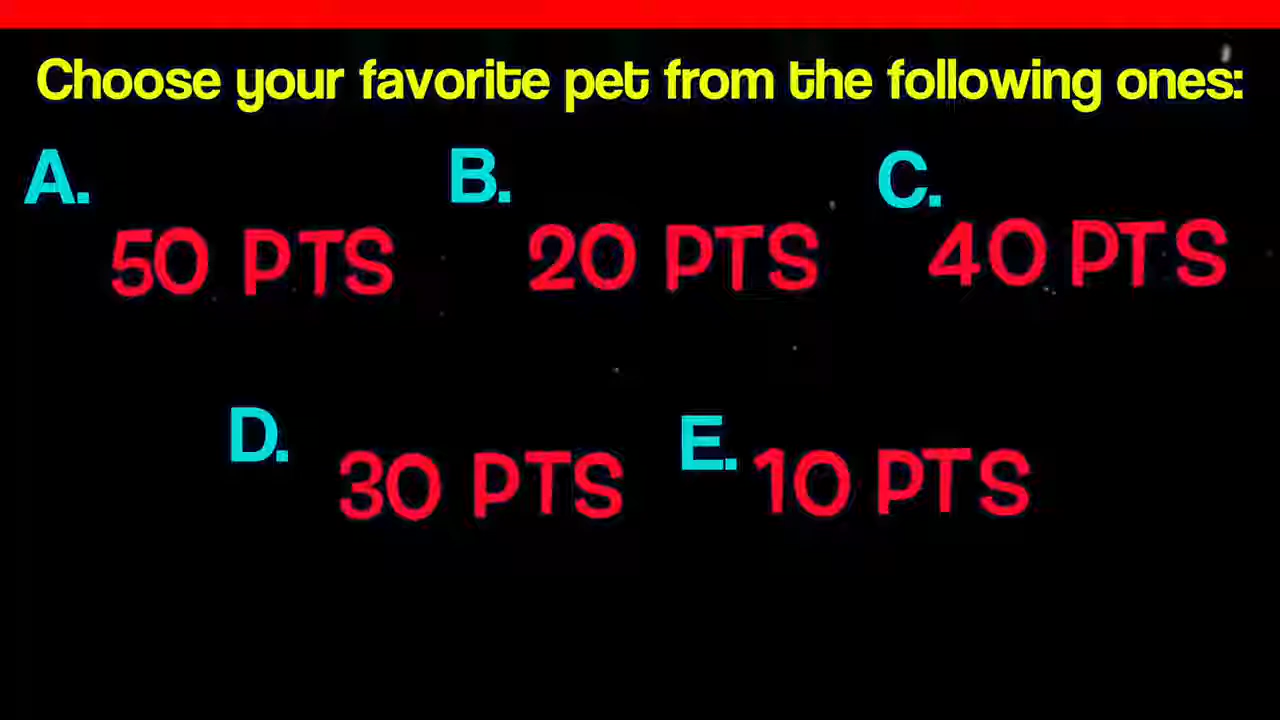 Choose your favorite pet from the following ones:
A. B. C.
50 PTS 20 PTS 40 PTS
D. E.
30 PTS 10 PTS